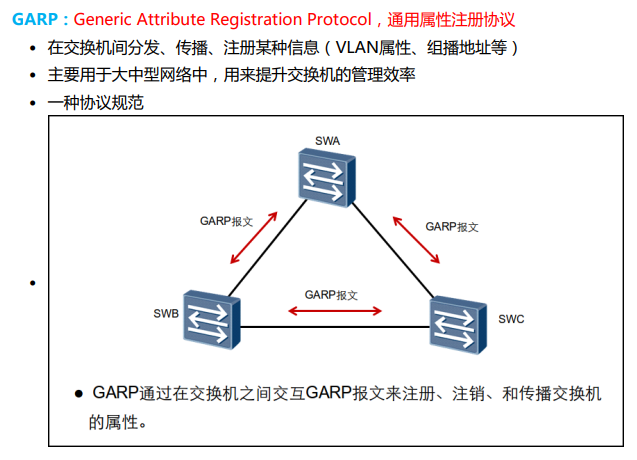 GARP：Generic Attribute Registration Protocol，通用属性注册协议
• 在交换机间分发、传播、注册某种信息（VLAN属性、组播地址等）
• 主要用于大中型网络中，用来提升交换机的管理效率
• 一种协议规范
SWA
GARP报文
GARP报文
GARP报文
SWB
SWC
● GARP通过在交换机之间交互GARP报文来注册、注销、和传播交换机
的属性。